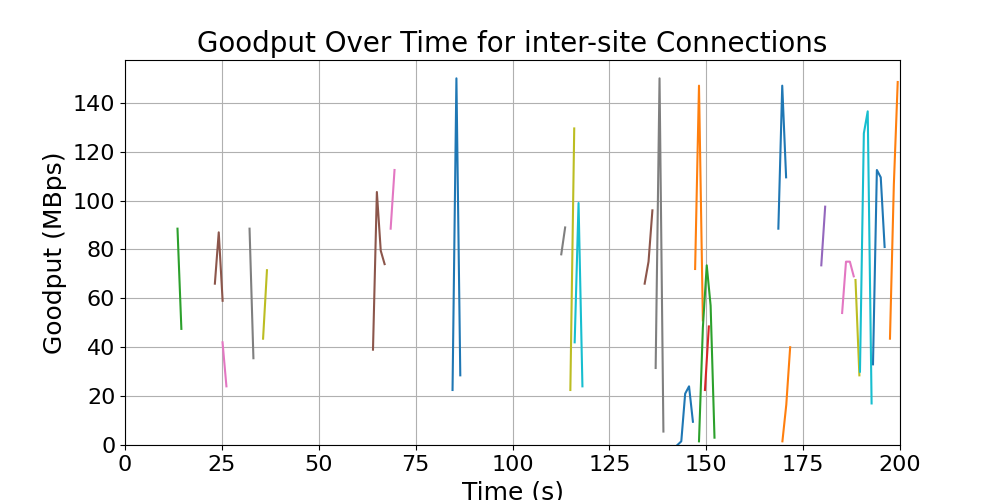 Goodput Over Time for inter-site Connections
Goodput (MBps)
140
120
100
80
60
40
20
0
0 25 50 75 100 125 150 175 200
Time (s)